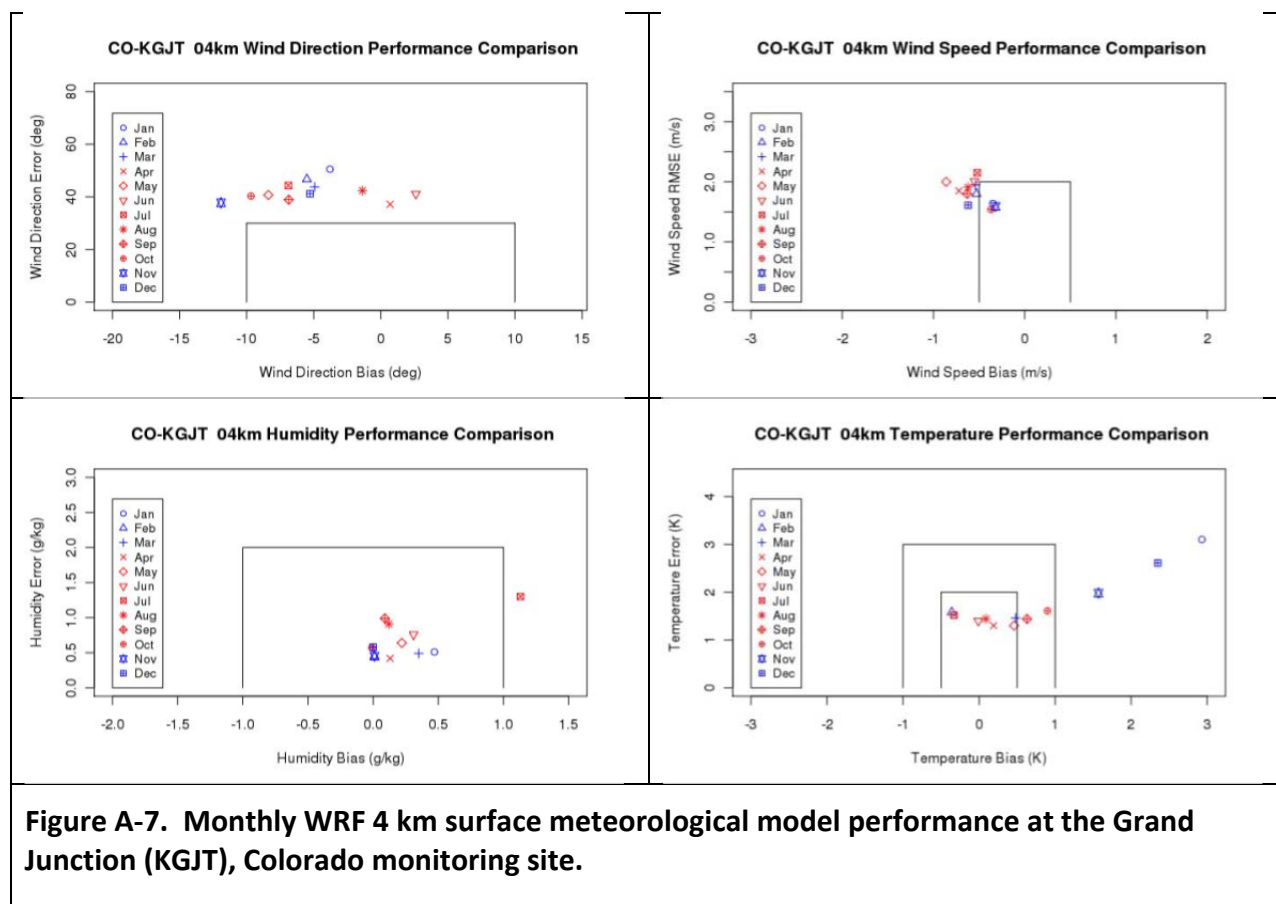 CO-KGJT 04km Wind Direction Performance Comparison
Wind Direction Error (deg)
80
60
40
20
0
Jan
Feb
Mar
Apr
May
Jun
Jul
Aug
Sep
Oct
Nov
Dec
-20 -15 -10 -5 0 5 10 15
Wind Direction Bias (deg)
CO-KGJT 04km Wind Speed Performance Comparison
Wind Speed RMSE (m/s)
3.0
2.0
1.0
0.0
Jan
Feb
Mar
Apr
May
Jun
Jul
Aug
Sep
Oct
Nov
Dec
-3 -2 -1 0 1 2
Wind Speed Bias (m/s)
CO-KGJT 04km Humidity Performance Comparison
Humidity Error (g/kg)
3.0
2.5
2.0
1.5
1.0
0.5
0.0
Jan
Feb
Mar
Apr
May
Jun
Jul
Aug
Sep
Oct
Nov
Dec
-2.0 -1.5 -1.0 -0.5 0.0 0.5 1.0 1.5
Humidity Bias (g/kg)
CO-KGJT 04km Temperature Performance Comparison
Temperature Error (K)
4
3
2
1
0
Jan
Feb
Mar
Apr
May
Jun
Jul
Aug
Sep
Oct
Nov
Dec
-3 -2 -1 0 1 2 3
Temperature Bias (K)
Figure A-7. Monthly WRF 4 km surface meteorological model performance at the Grand
Junction (KGJT), Colorado monitoring site.